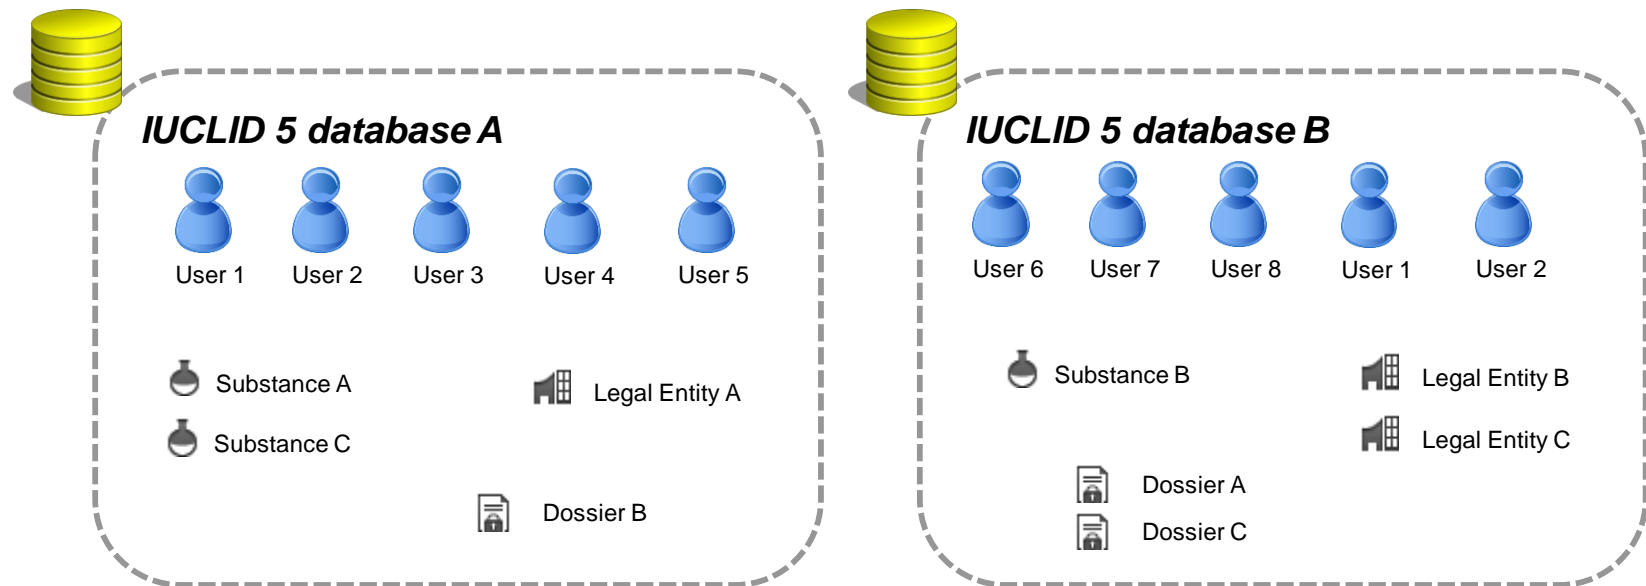 IUCLID 5 database A
User 1 User 2 User 3 User 4 User 5
Substance A
Legal Entity A
Substance C
Dossier B
IUCLID 5 database B
User 6 User 7 User 8 User 1 User 2
Substance B
Legal Entity B
Legal Entity C
Dossier A
Dossier C